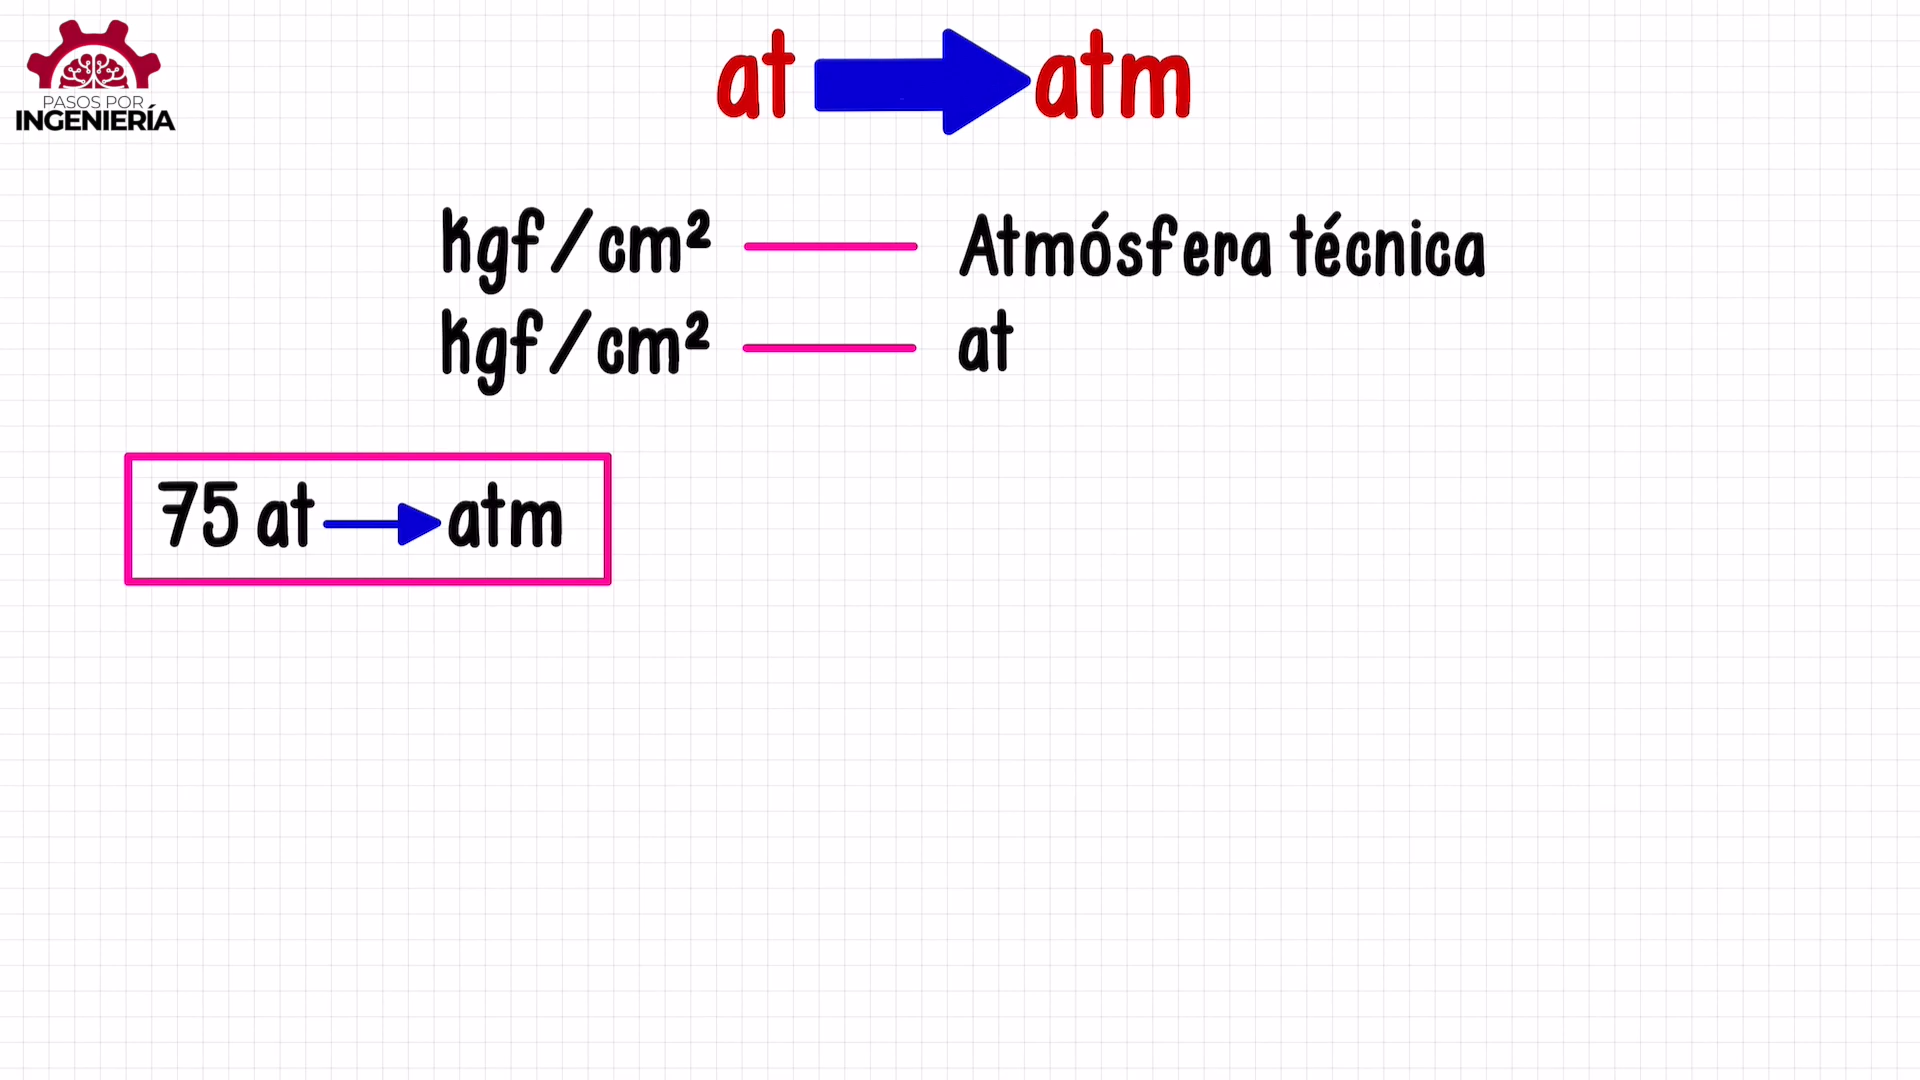 PASOS POR
INGENIERÍA
at atm
kgf/cm² Atmósfera técnica
kgf/cm² at
75 at atm